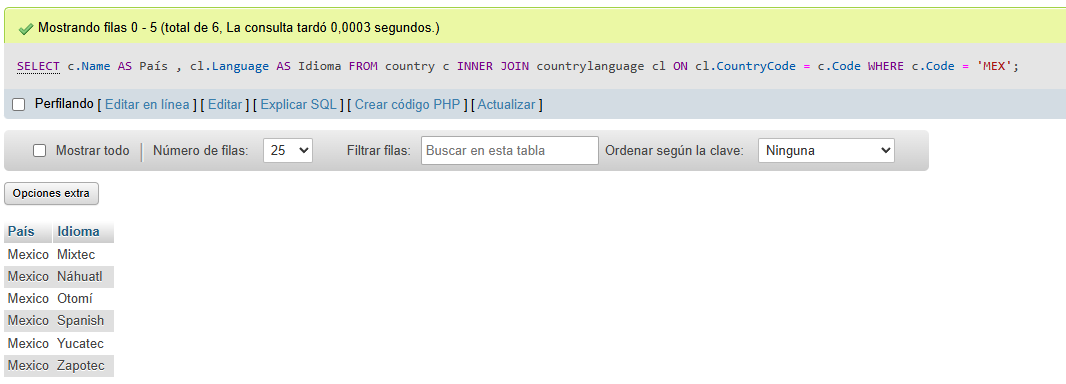 Mostrando filas 0 - 5 (total de 6, La consulta tardó 0,0003 segundos.)
SELECT c.Name AS País , cl.Language AS Idioma FROM country c INNER JOIN countrylanguage cl ON cl.CountryCode = c.Code WHERE c.Code = 'MEX';
Perfilando [ Editar en línea ] [ Editar ] [ Explicar SQL ] [ Crear código PHP ] [ Actualizar ]
Mostrar todo | Número de filas: 25 Filtrar filas: Buscar en esta tabla Ordenar según la clave: Ninguna
Opciones extra
País Idioma
Mexico Mixtec
Mexico Náhuatl
Mexico Otomí
Mexico Spanish
Mexico Yucatec
Mexico Zapotec